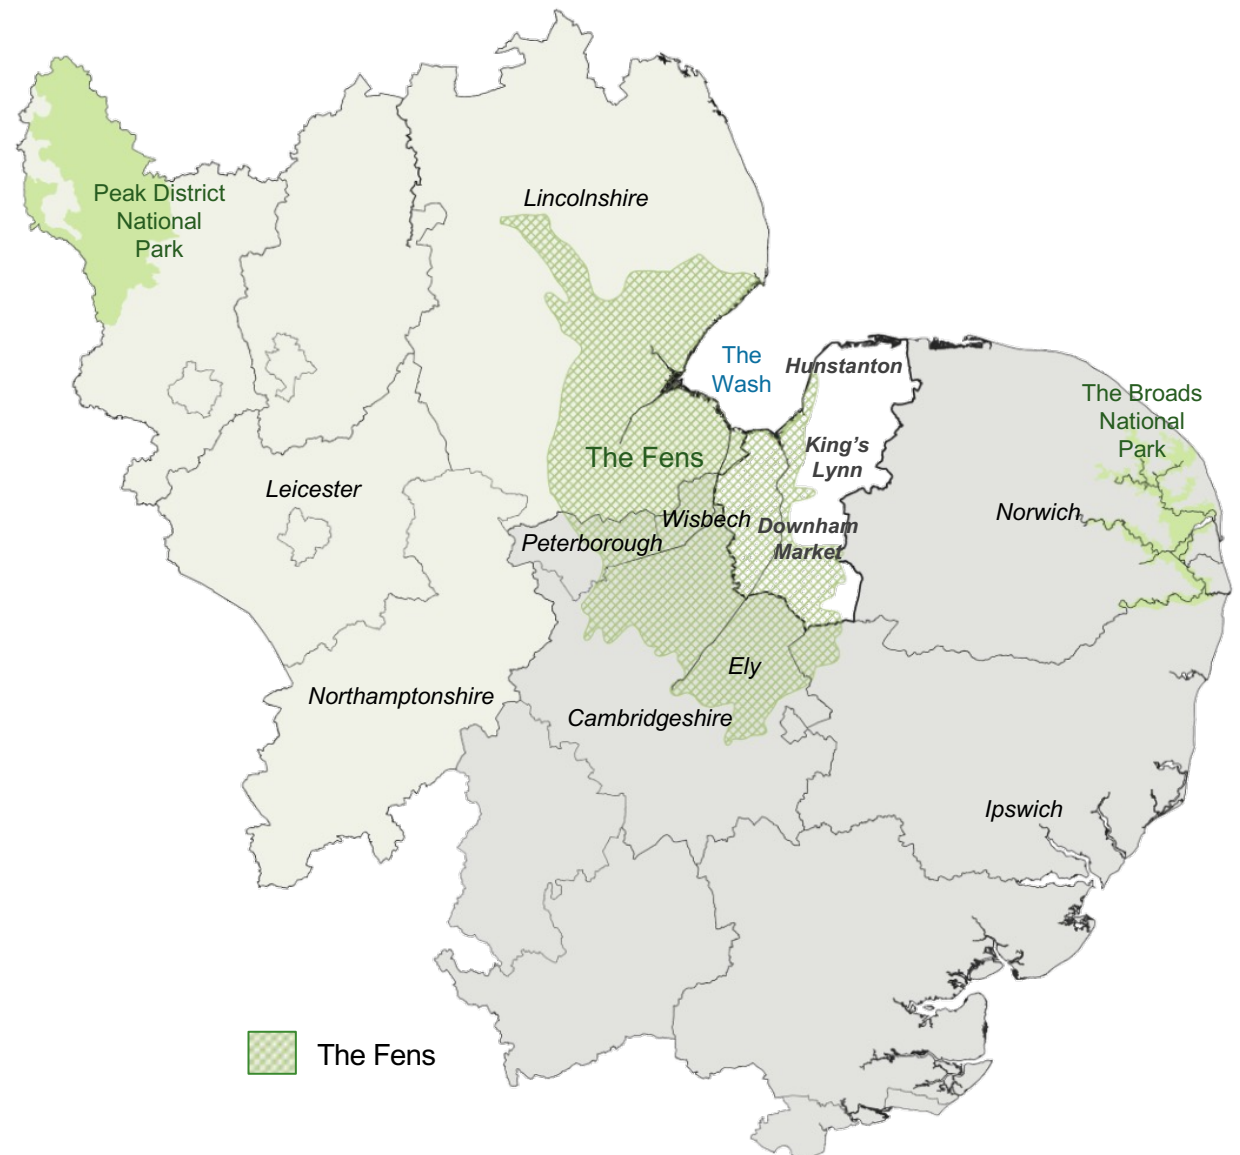 Peak District
National
Park
Lincolnshire
The
Wash
Hunstanton
The Broads
National
Park
King's
Lynn
The Fens
Leicester
Wisbech
Norwich
Downham
Market
Peterborough
Ely
Northamptonshire
Cambridgeshire
Ipswich
The Fens